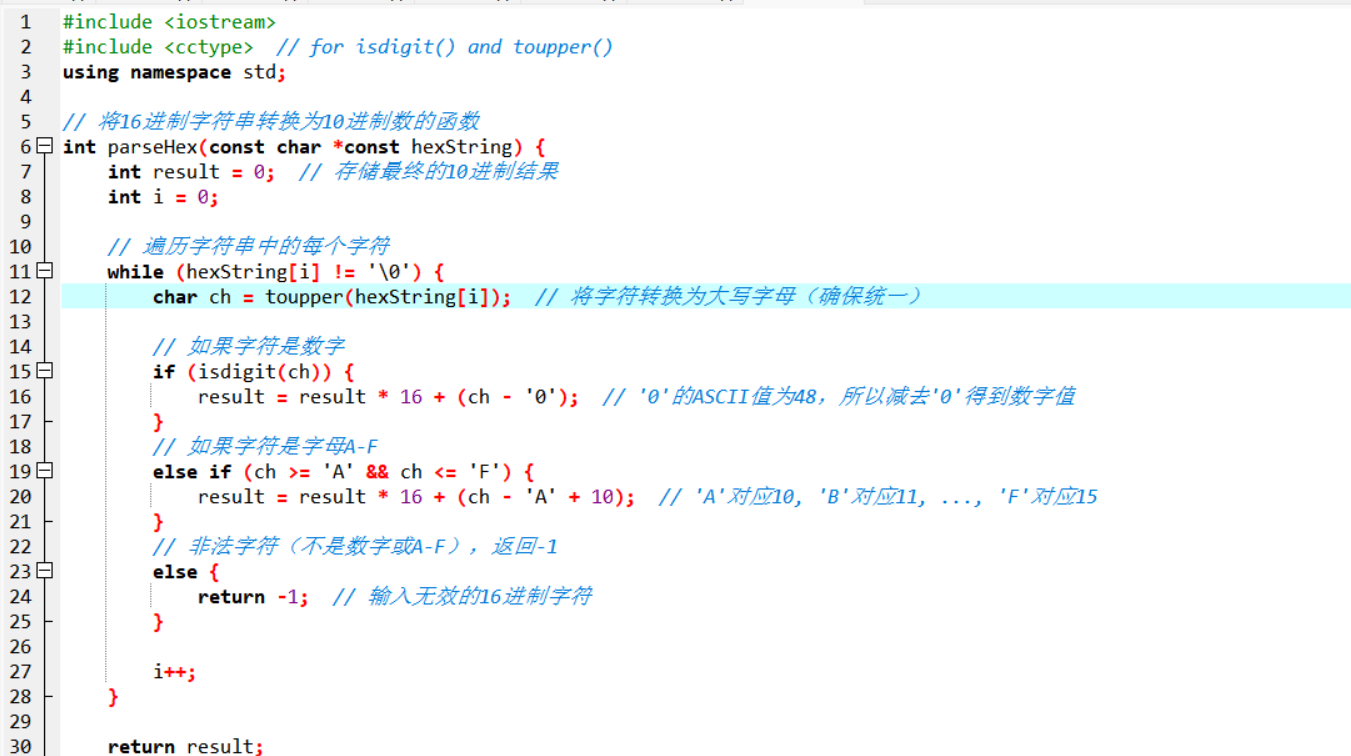 1 #include <iostream>
2 #include <cctype>  // for isdigit() and toupper()
3 using namespace std;
4
5 // 将16进制字符串转换为10进制数的函数
6 int parseHex(const char *const hexString) {
7     int result = 0;  // 存储最终的10进制结果
8     int i = 0;
9
10     // 遍历字符串中的每个字符
11     while (hexString[i] != '\0') {
12         char ch = toupper(hexString[i]);  // 将字符转换为大写字母（确保统一）
13
14         // 如果字符是数字
15         if (isdigit(ch)) {
16             result = result * 16 + (ch - '0');  // '0'的ASCII值为48，所以减去'0'得到数字值
17         }
18         // 如果字符是字母A-F
19         else if (ch >= 'A' && ch <= 'F') {
20             result = result * 16 + (ch - 'A' + 10);  // 'A'对应10, 'B'对应11, ..., 'F'对应15
21         }
22         // 非法字符（不是数字或A-F），返回-1
23         else {
24             return -1;  // 输入无效的16进制字符
25         }
26
27         i++;
28     }
29
30     return result;